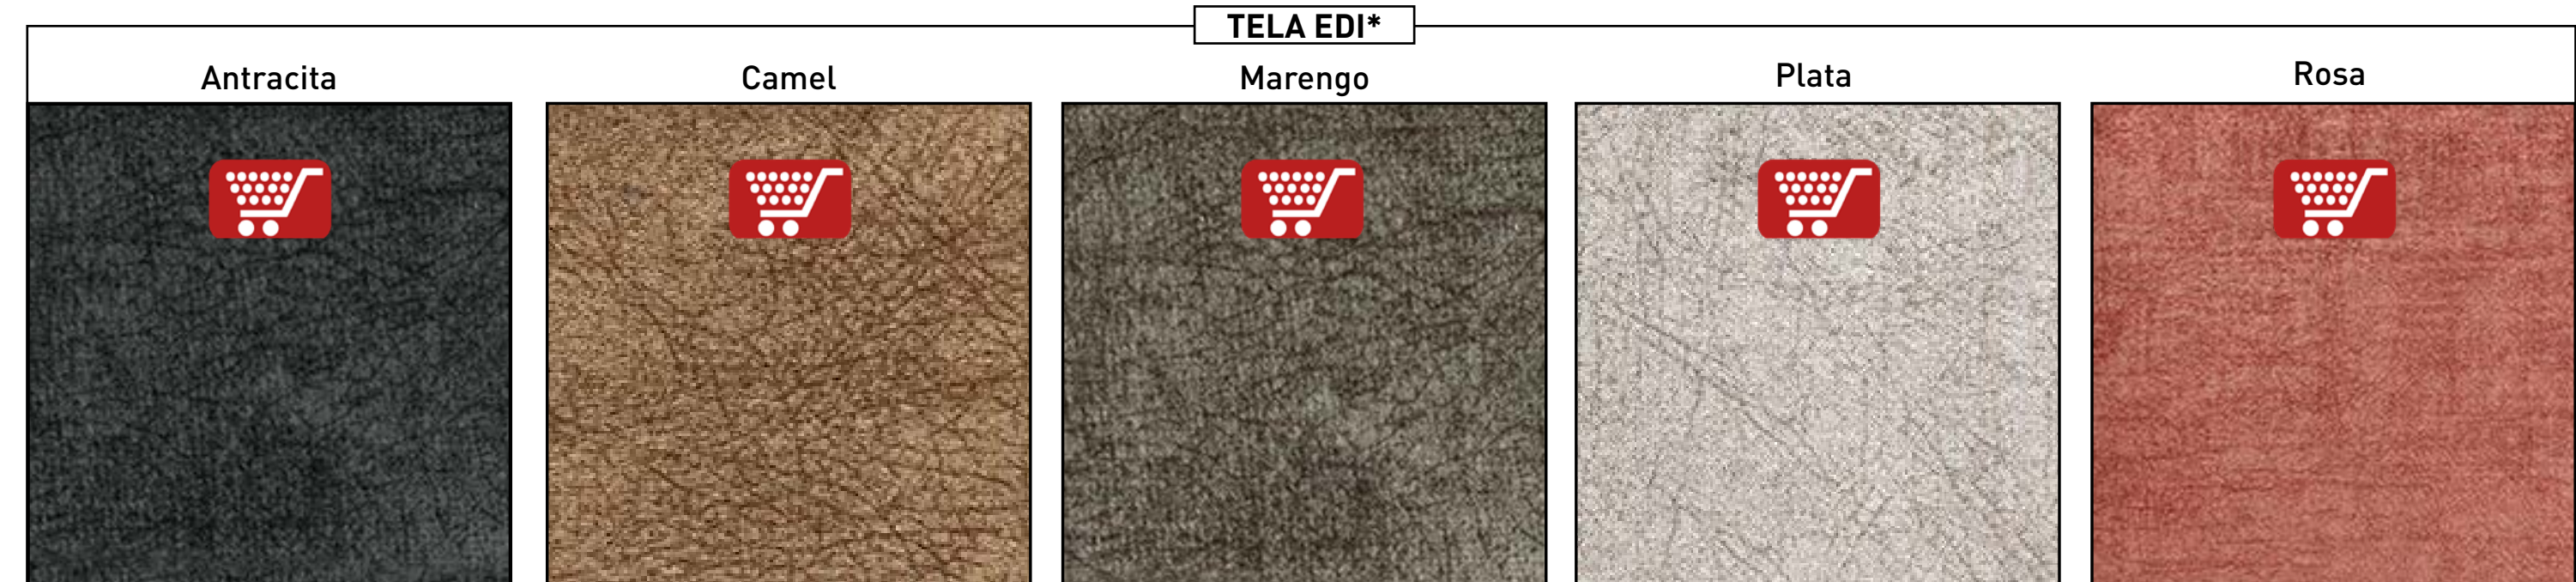 TELA EDI*
Antracita
Camel
Marengo
Plata
Rosa